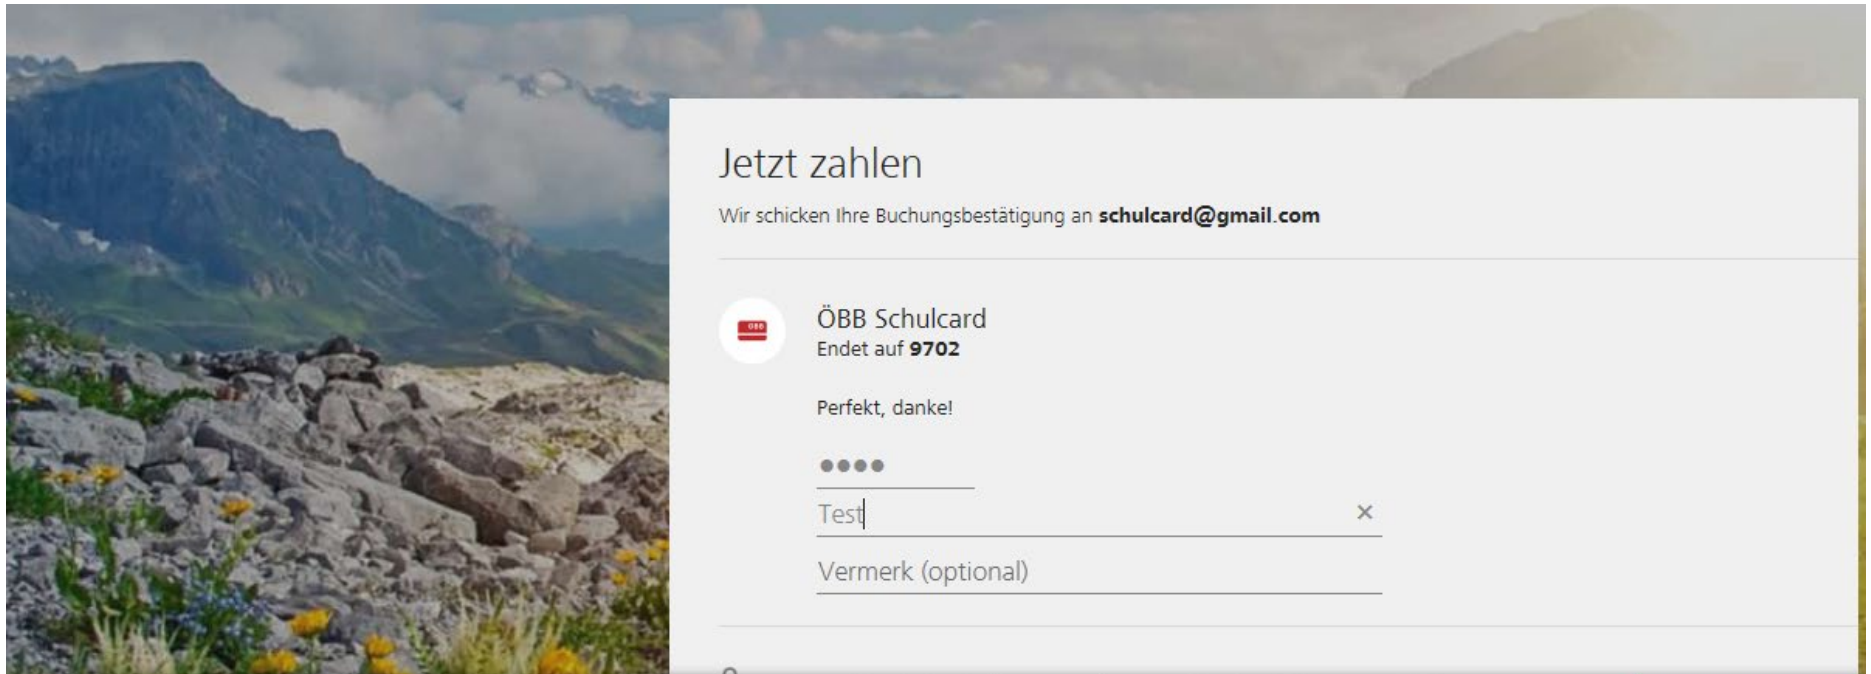 Jetzt zahlen
Wir schicken Ihre Buchungsbestätigung an schulcard@gmail.com
ÖBB
ÖBB Schulcard
Endet auf 9702
Perfekt, danke!
●●●●
Test
Vermerk (optional)